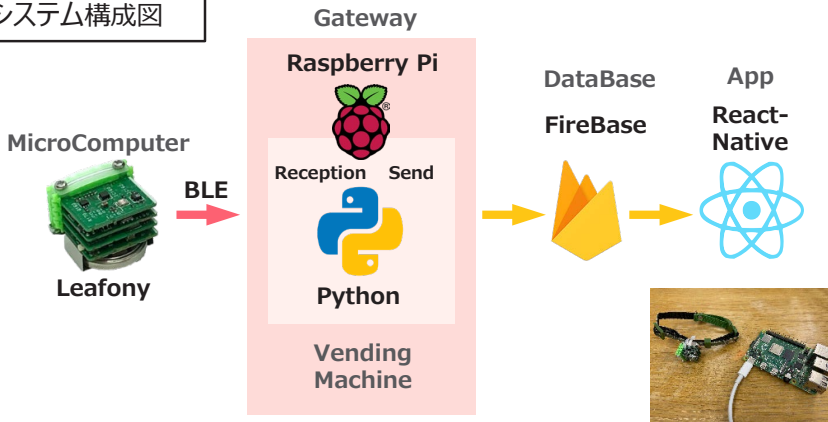 システム構成図
Gateway
Raspberry Pi
MicroComputer
BLE
Leafony
Reception Send
Python
Vending
Machine
DataBase
FireBase
App
React-
Native